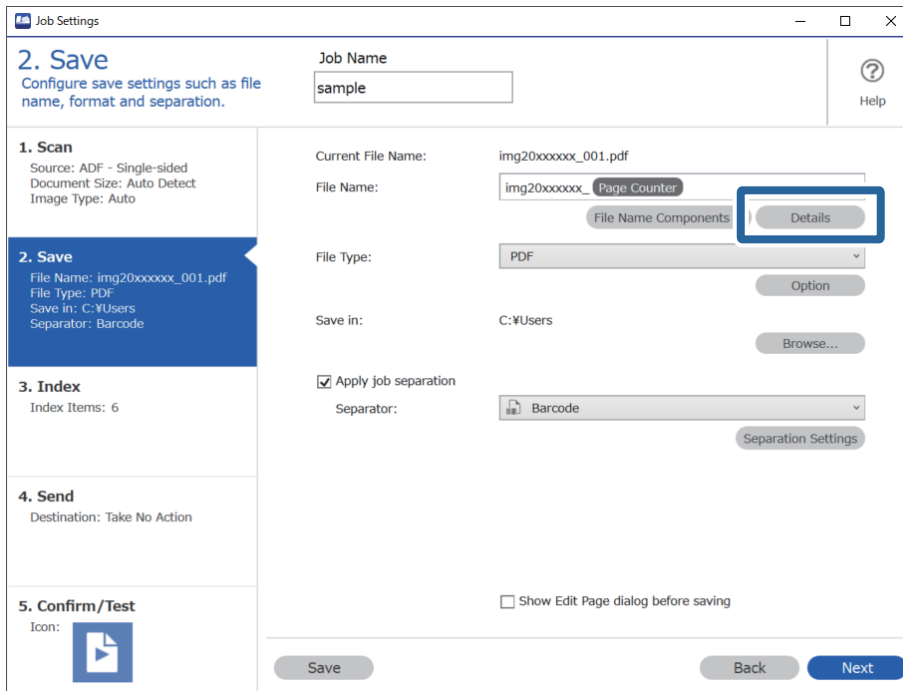 Job Settings
2. Save
Configure save settings such as file
name, format and separation.
Job Name
sample
Help
1. Scan
Source: ADF - Single-sided
Document Size: Auto Detect
Image Type: Auto
2. Save
File Name: img20xxxxxx_001.pdf
File Type: PDF
Save in: C:¥Users
Separator: Barcode
3. Index
Index Items: 6
4. Send
Destination: Take No Action
5. Confirm/Test
Icon:
Current File Name: img20xxxxxx_001.pdf
File Name: img20xxxxxx_ Page Counter
File Name Components Details
File Type: PDF
Option
Save in: C:¥Users
Browse...
Apply job separation
Separator: Barcode
Separation Settings
Show Edit Page dialog before saving
Save Back Next